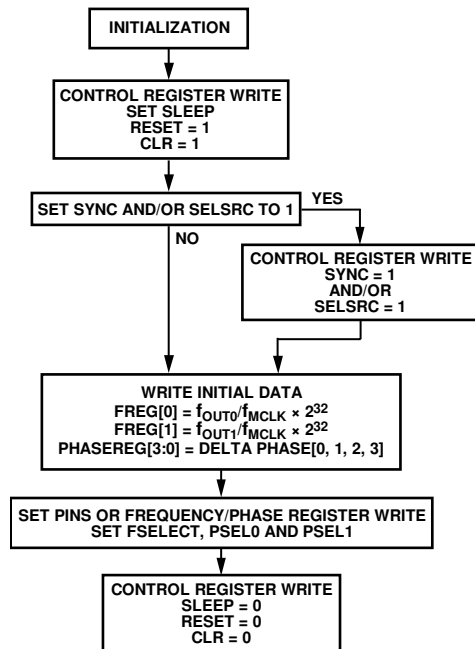 INITIALIZATION
CONTROL REGISTER WRITE
SET SLEEP
RESET = 1
CLR = 1
SET SYNC AND/OR SELSRC TO 1
YES
NO
CONTROL REGISTER WRITE
SYNC = 1
AND/OR
SELSRC = 1
WRITE INITIAL DATA
FREG[0] = fOUT0/fMCLK × 2³²
FREG[1] = fOUT1/fMCLK × 2³²
PHASEREG[3:0] = DELTA PHASE[0, 1, 2, 3]
SET PINS OR FREQUENCY/PHASE REGISTER WRITE
SET FSELECT, PSEL0 AND PSEL1
CONTROL REGISTER WRITE
SLEEP = 0
RESET = 0
CLR = 0